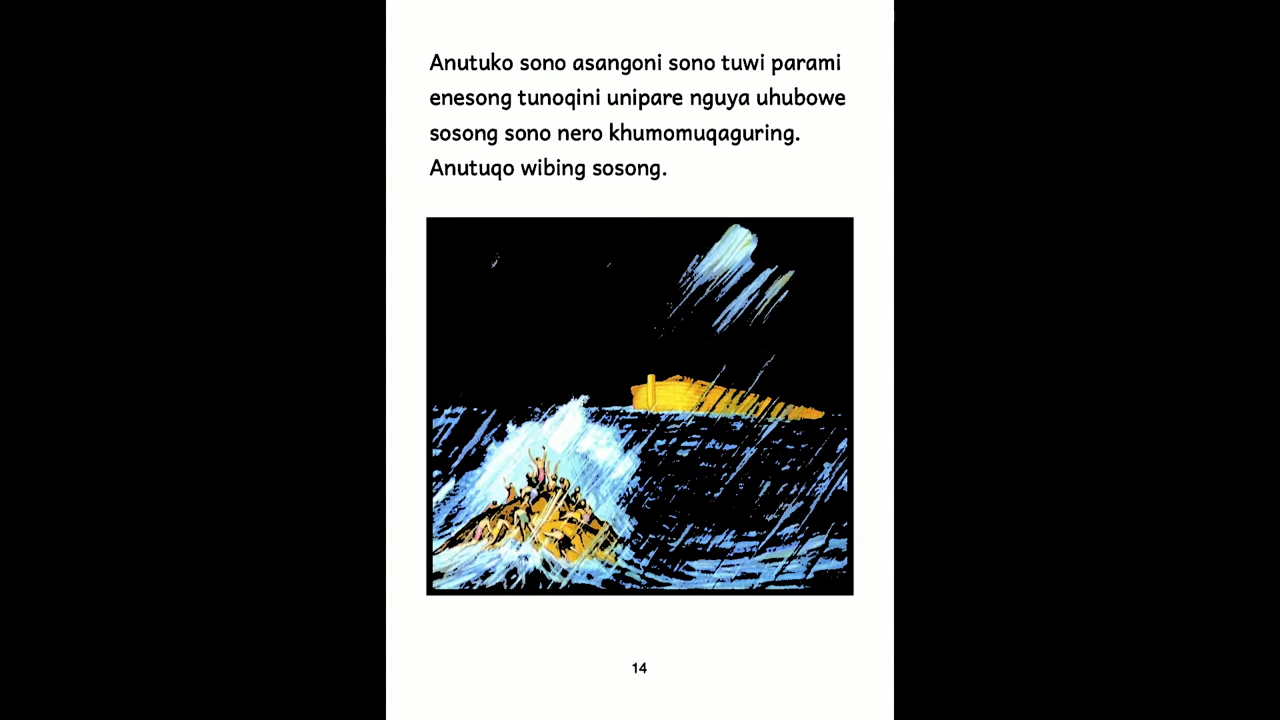 Anutuko sono asangoni sono tuwi parami
enesong tunoqini unipare nguya uhubowe
sosong sono nero khumomuqaguring.
Anutuqo wibing sosong.
14